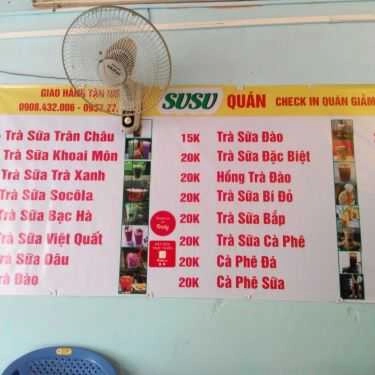 GIAO HÀNG TẬN
0908.432.006 -
SUSU QUÁN CHECK IN QUÁN GIẢM
Trà Sữa Trân Châu
Trà Sữa Khoai Môn
Trà Sữa Trà Xanh
Trà Sữa Socôla
Trà Sữa Bạc Hà
Trà Sữa Việt Quất
Trà Sữa Dâu
Trà Đào
15K Trà Sữa Đào
20K Trà Sữa Đặc Biệt
20K Hồng Trà Đào
20K Trà Sữa Bí Đỏ
20K Trà Sữa Bắp
20K Trà Sữa Cà Phê
20K Cà Phê Đá
20K Cà Phê Sữa